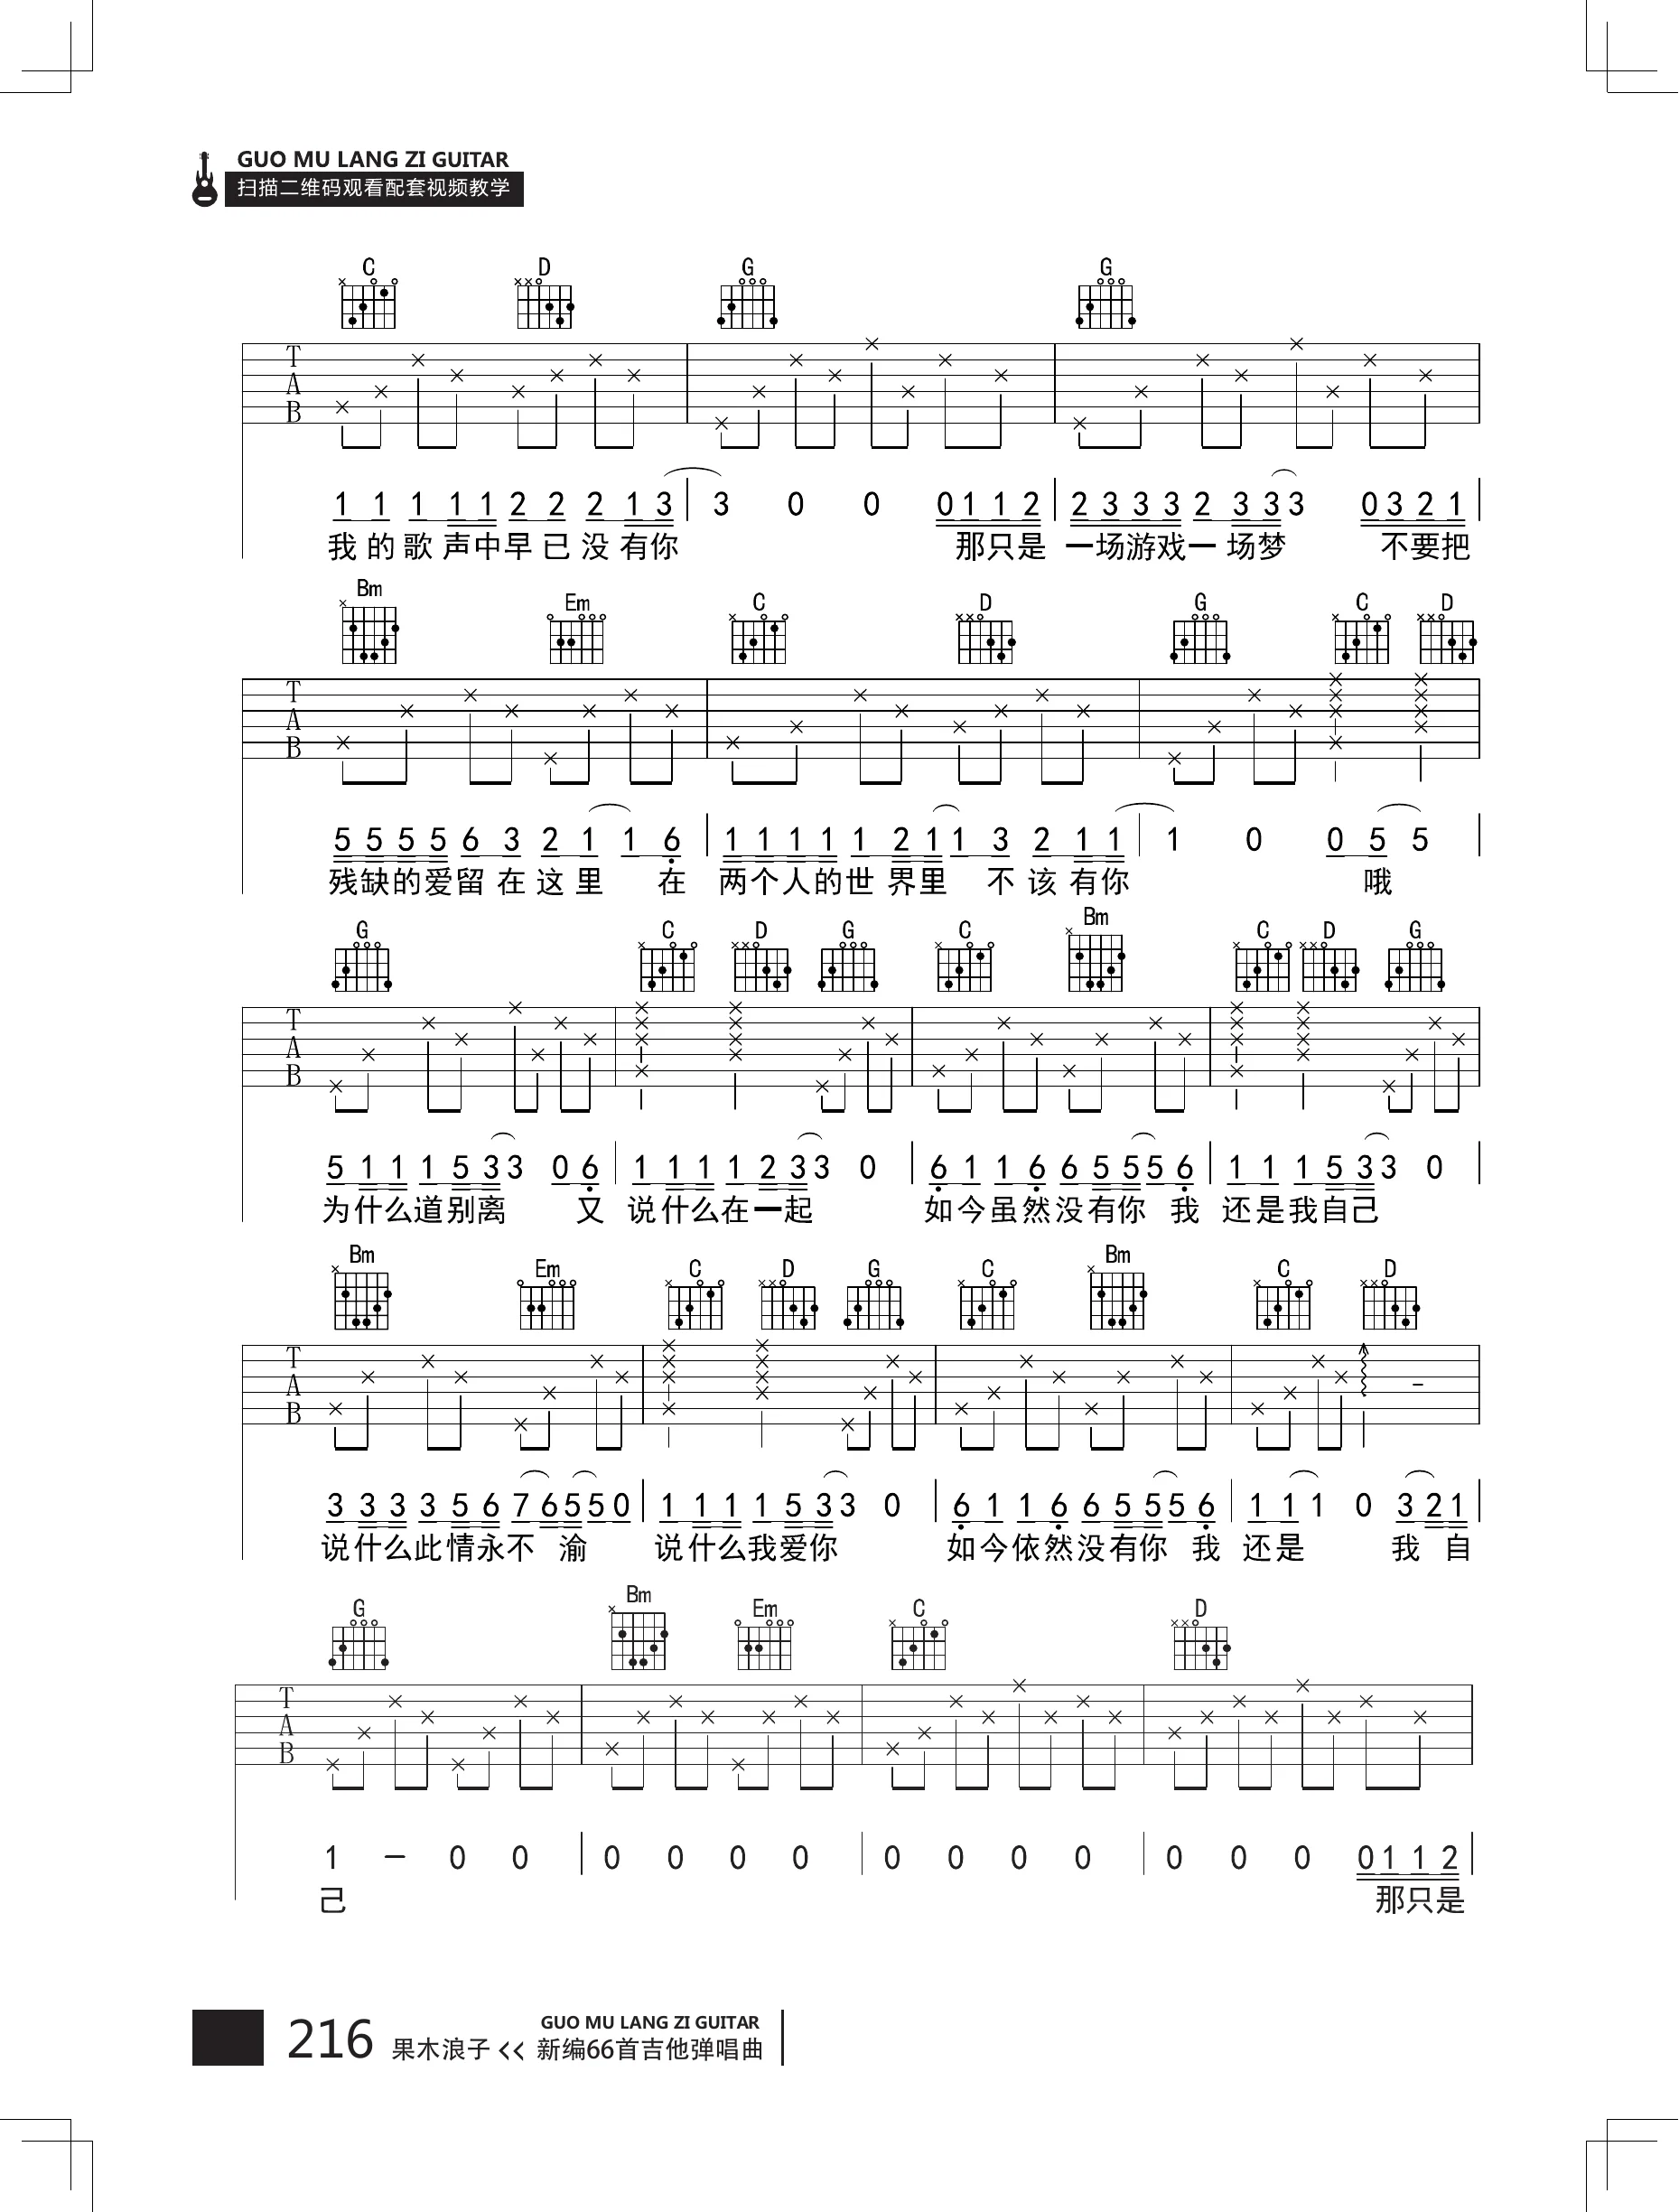 GUO MU LANG ZI GUITAR
扫描二维码观看配套视频教学
C D G G
T
A
B
1 1 1 1 1 2 2 2 1 3 | 3 0 0 0 1 1 2 | 2 3 3 3 2 3 3 3 0 3 2 1 |
我的歌声中早已没有你 那只是 一场游戏一场梦 不要把
Bm Em C D G C D
T
A
B
5 5 5 5 6 3 2 1 1 6 | 1 1 1 1 1 2 1 1 3 2 1 1 | 1 0 0 5 5 |
残缺的爱留在这里 在 两个人的世界里 不该有你 哦
G C D G C Bm C D G
T
A
B
5 1 1 1 5 3 3 0 6 | 1 1 1 1 2 3 3 0 | 6 1 1 6 6 5 5 5 6 | 1 1 1 5 3 3 0 |
为什么道别离 又 说什么在一起 如今虽然没有你 我 还是我自己
Bm Em C D G C Bm C D
T
A
B
3 3 3 3 5 6 7 6 5 5 0 | 1 1 1 1 5 3 3 0 | 6 1 1 6 6 5 5 5 6 | 1 1 1 0 3 2 1 |
说什么此情永不 渝 说什么我爱你 如今依然没有你 我 还是 我 自
G Bm Em C D
T
A
B
1 – 0 0 | 0 0 0 0 | 0 0 0 0 | 0 0 0 0 1 1 2 |
己 那只是
GUO MU LANG ZI GUITAR
216 果木浪子 << 新编66首吉他弹唱曲